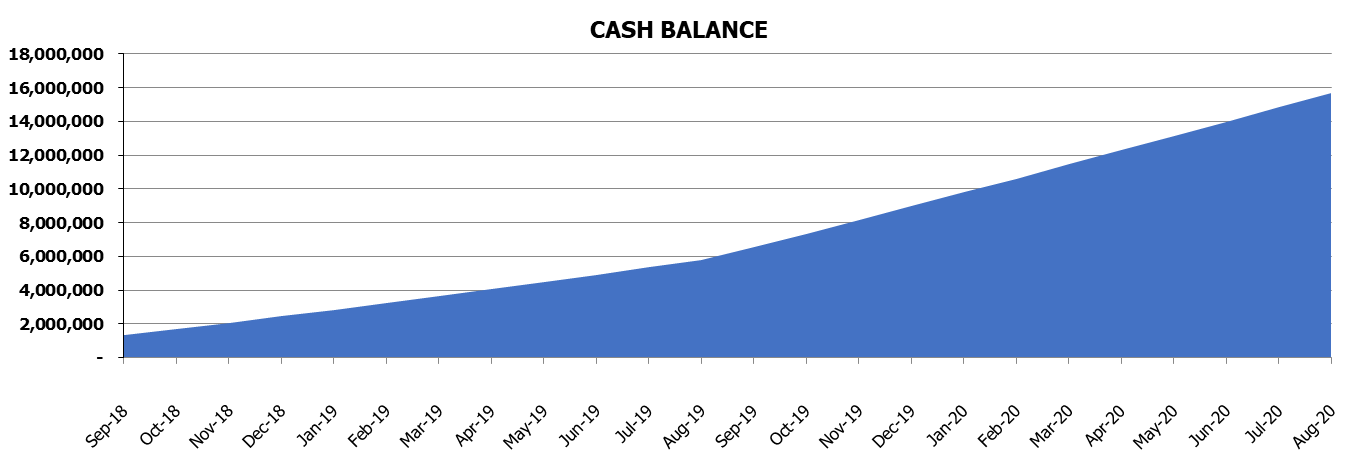 CASH BALANCE
18,000,000
16,000,000
14,000,000
12,000,000
10,000,000
8,000,000
6,000,000
4,000,000
2,000,000
-
Sep-18
Oct-18
Nov-18
Dec-18
Jan-19
Feb-19
Mar-19
Apr-19
May-19
Jun-19
Jul-19
Aug-19
Sep-19
Oct-19
Nov-19
Dec-19
Jan-20
Feb-20
Mar-20
Apr-20
May-20
Jun-20
Jul-20
Aug-20